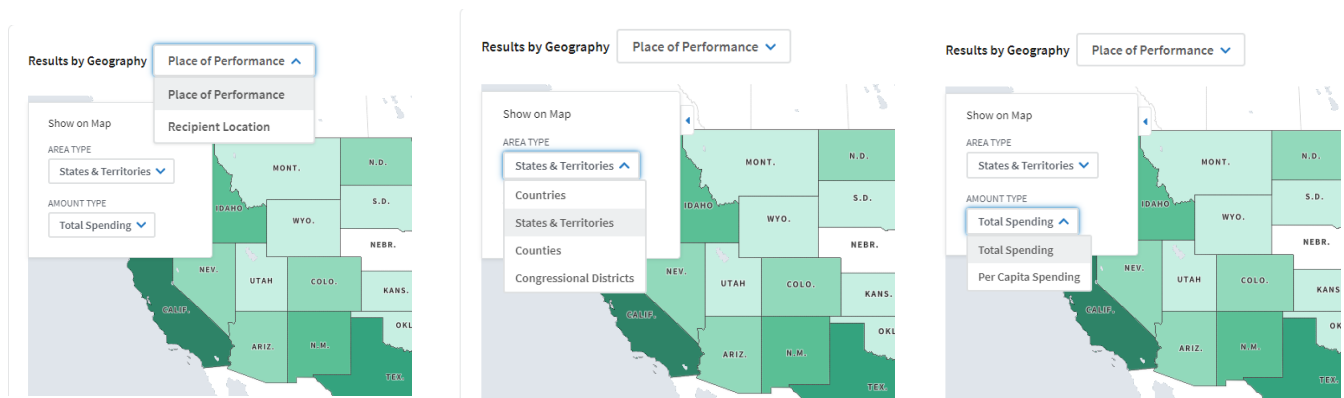 Results by Geography
Place of Performance
Place of Performance
Recipient Location
Show on Map
AREA TYPE
States & Territories
AMOUNT TYPE
Total Spending
MONT.
N.D.
IDAHO
S.D.
WYO.
NEBR.
NEV.
UTAH
COLO.
KANS.
CALIF.
OKL
ARIZ.
N.M.
TEX.
Results by Geography
Place of Performance
Show on Map
AREA TYPE
States & Territories
Countries
States & Territories
Counties
Congressional Districts
MONT.
N.D.
IDAHO
S.D.
WYO.
NEBR.
NEV.
UTAH
COLO.
KANS.
CALIF.
OKL
ARIZ.
N.M.
TEX.
Results by Geography
Place of Performance
Show on Map
AREA TYPE
States & Territories
AMOUNT TYPE
Total Spending
Total Spending
Per Capita Spending
MONT.
N.D.
IDAHO
S.D.
WYO.
NEBR.
NEV.
UTAH
COLO.
KANS
CALIF.
OK
ARIZ.
N.M.
TEX.